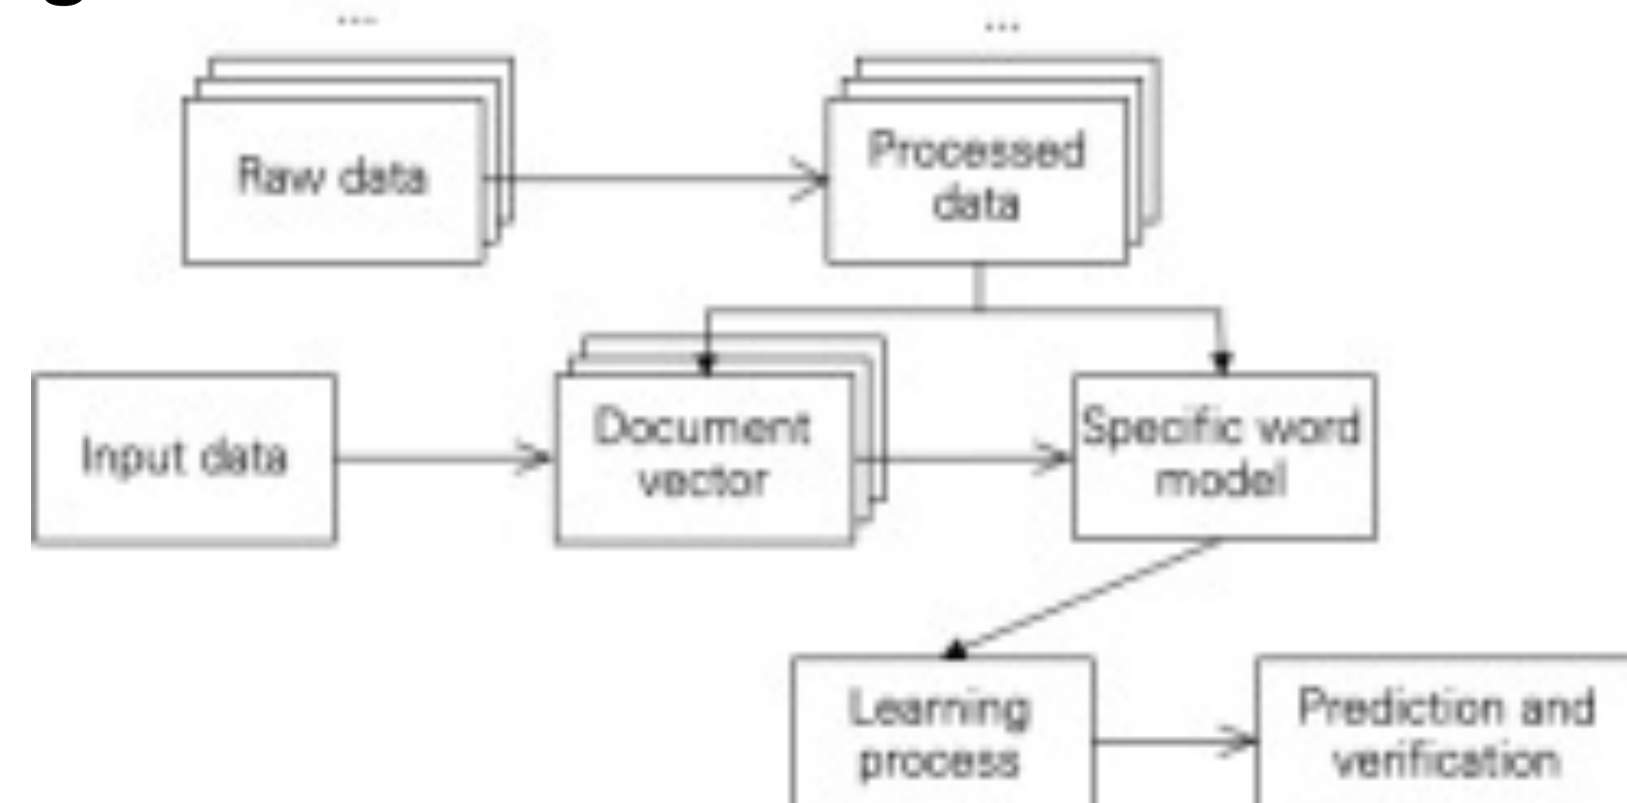 ...
...
Raw data
Processed
data
Input data
Document
vector
Specific word
model
Learning
process
Prediction and
verification